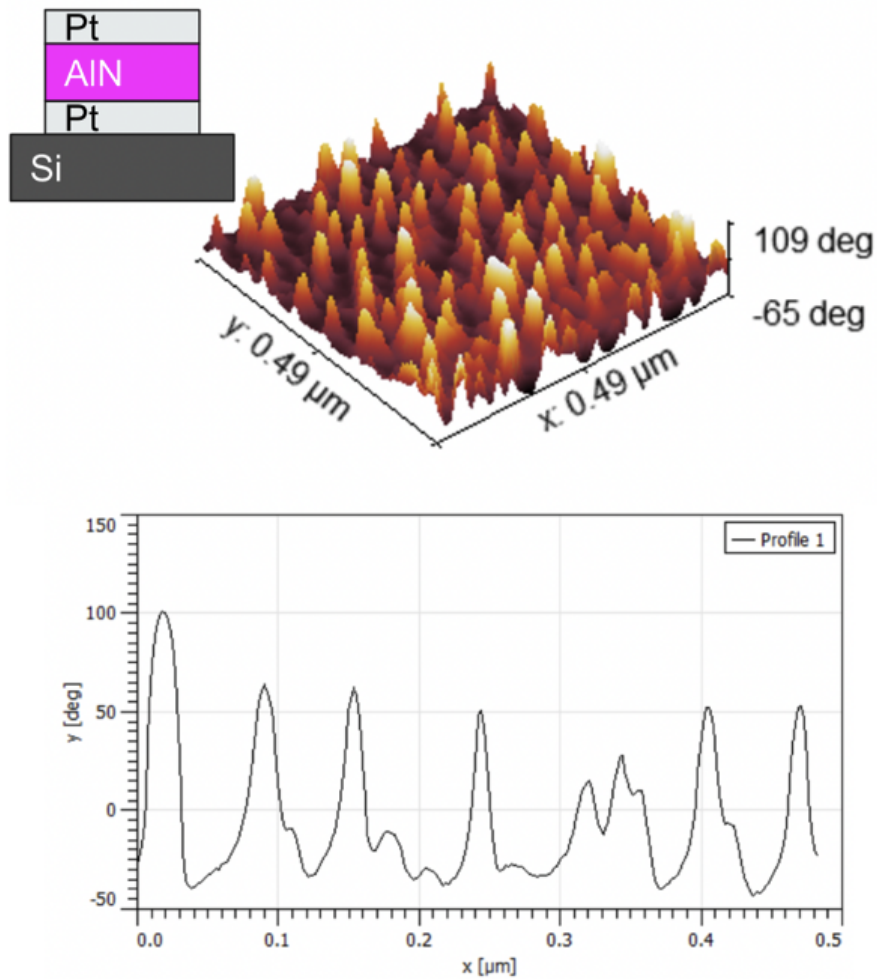 Pt
AlN
Pt
Si
109 deg
-65 deg
y: 0.49 µm
x: 0.49 µm
150
100
50
0
-50
y [deg]
Profile 1
0.0 0.1 0.2 0.3 0.4 0.5
x [µm]